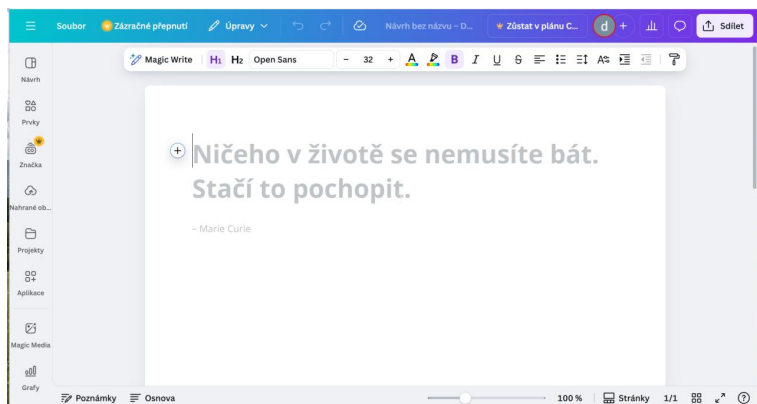 Soubor Zázračné přepnutí Úpravy Návrh bez názvu – D... Zůstat v plánu C... d + Sdílet
Magic Write H1 H2 Open Sans – 32 + A B I U S
Návrh
Prvky
Značka
Nahrané ob...
Projekty
Aplikace
Magic Media
Grafy
Ničeho v životě se nemusíte bát.
Stačí to pochopit.
– Marie Curie
Poznámky Osnova 100 % Stránky 1/1